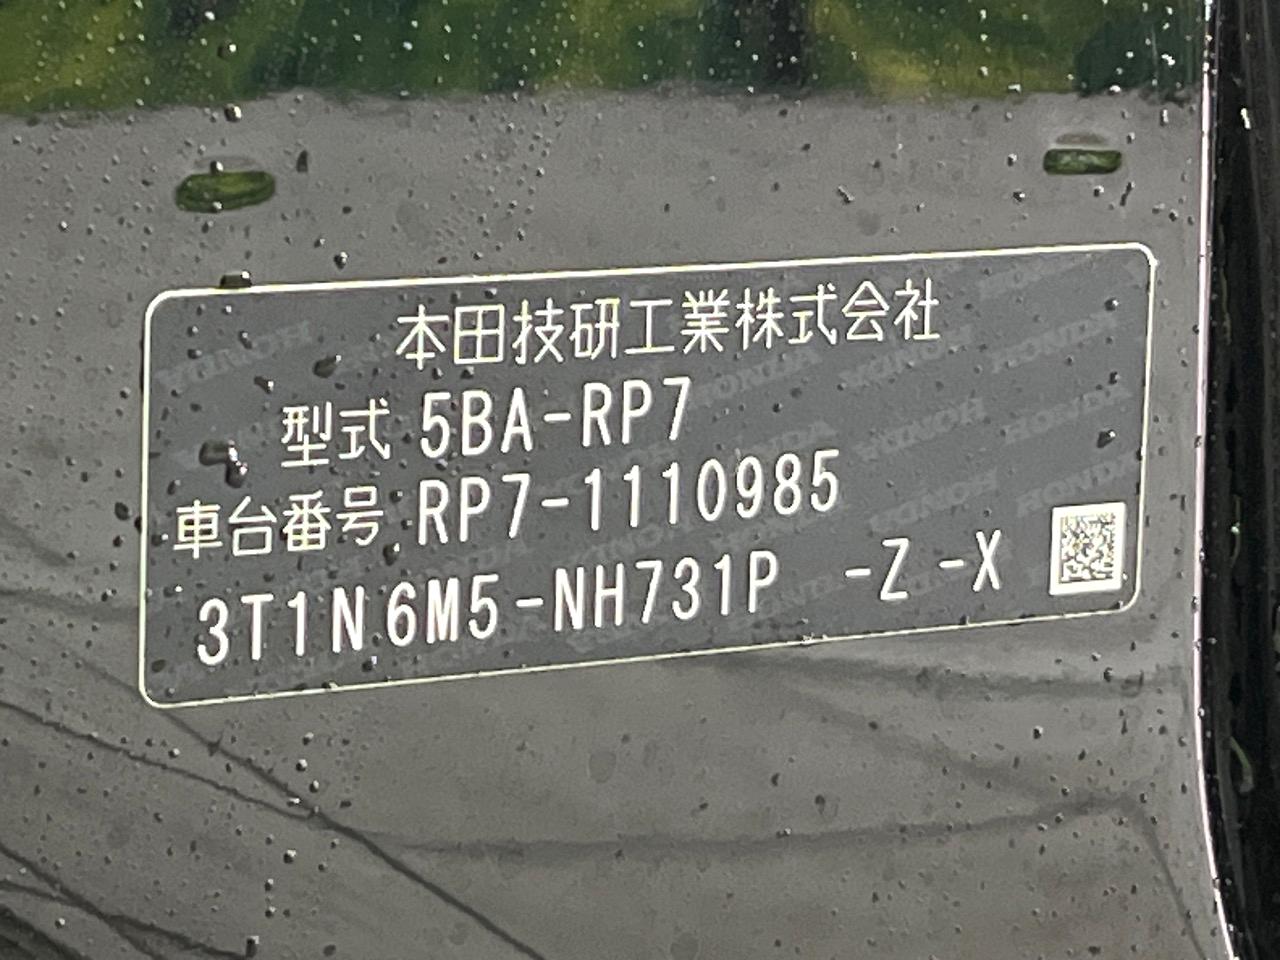 本田技研工業株式会社
型式 5BA-RP7
車台番号 RP7-1110985
3T1N6M5-NH731P -Z -X